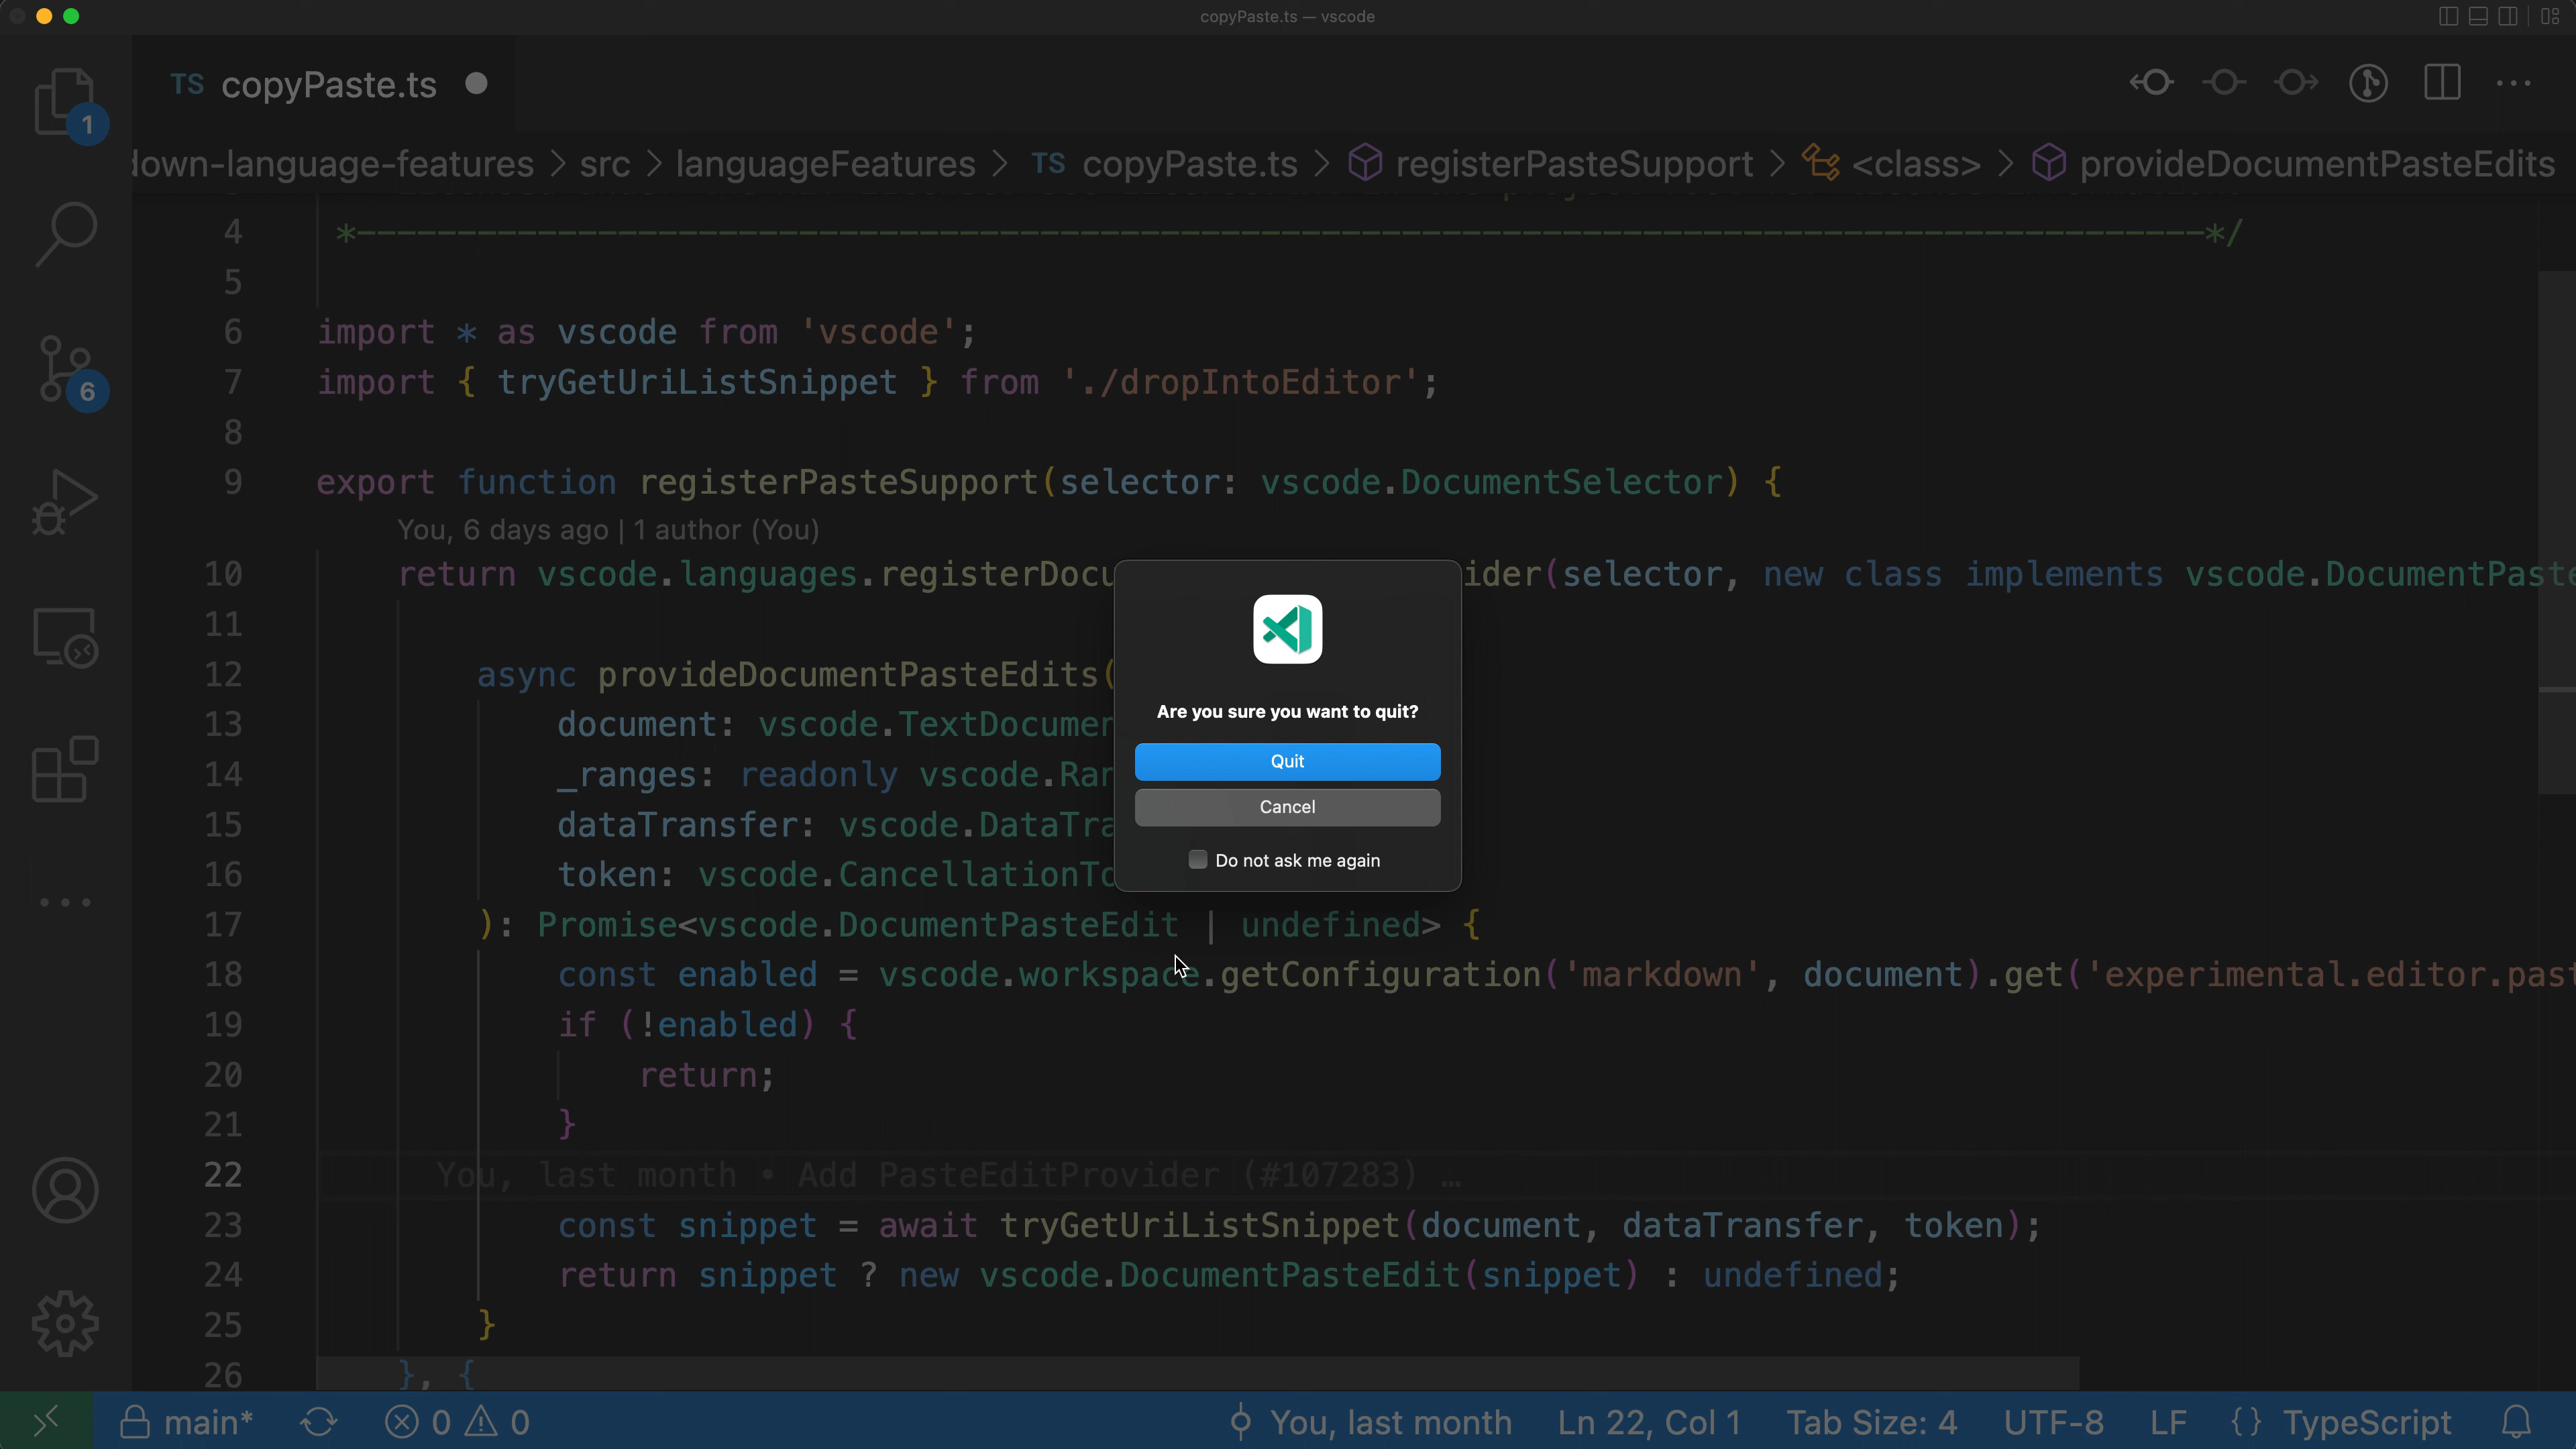 copyPaste.ts — vscode
TS copyPaste.ts
1
down-language-features > src > languageFeatures > TS copyPaste.ts > registerPasteSupport > <class> > provideDocumentPasteEdits
4 *--------------------------------------------------------------------------------------------*/
5
6 import * as vscode from 'vscode';
7 import { tryGetUriListSnippet } from './dropIntoEditor';
6
8
9 export function registerPasteSupport(selector: vscode.DocumentSelector) {
You, 6 days ago | 1 author (You)
10 return vscode.languages.registerDocu
ider(selector, new class implements vscode.DocumentPaste
11
12 async provideDocumentPasteEdits(
13 document: vscode.TextDocumen
14 _ranges: readonly vscode.Ran
15 dataTransfer: vscode.DataTra
16 token: vscode.CancellationTo
Are you sure you want to quit?
Quit
Cancel
Do not ask me again
17 ): Promise<vscode.DocumentPasteEdit | undefined> {
18 const enabled = vscode.workspace.getConfiguration('markdown', document).get('experimental.editor.past
19 if (!enabled) {
20 return;
21 }
22 You, last month • Add PasteEditProvider (#107283) …
23 const snippet = await tryGetUriListSnippet(document, dataTransfer, token);
24 return snippet ? new vscode.DocumentPasteEdit(snippet) : undefined;
25 }
26 }, {
main* 0 0 You, last month Ln 22, Col 1 Tab Size: 4 UTF-8 LF {} TypeScript